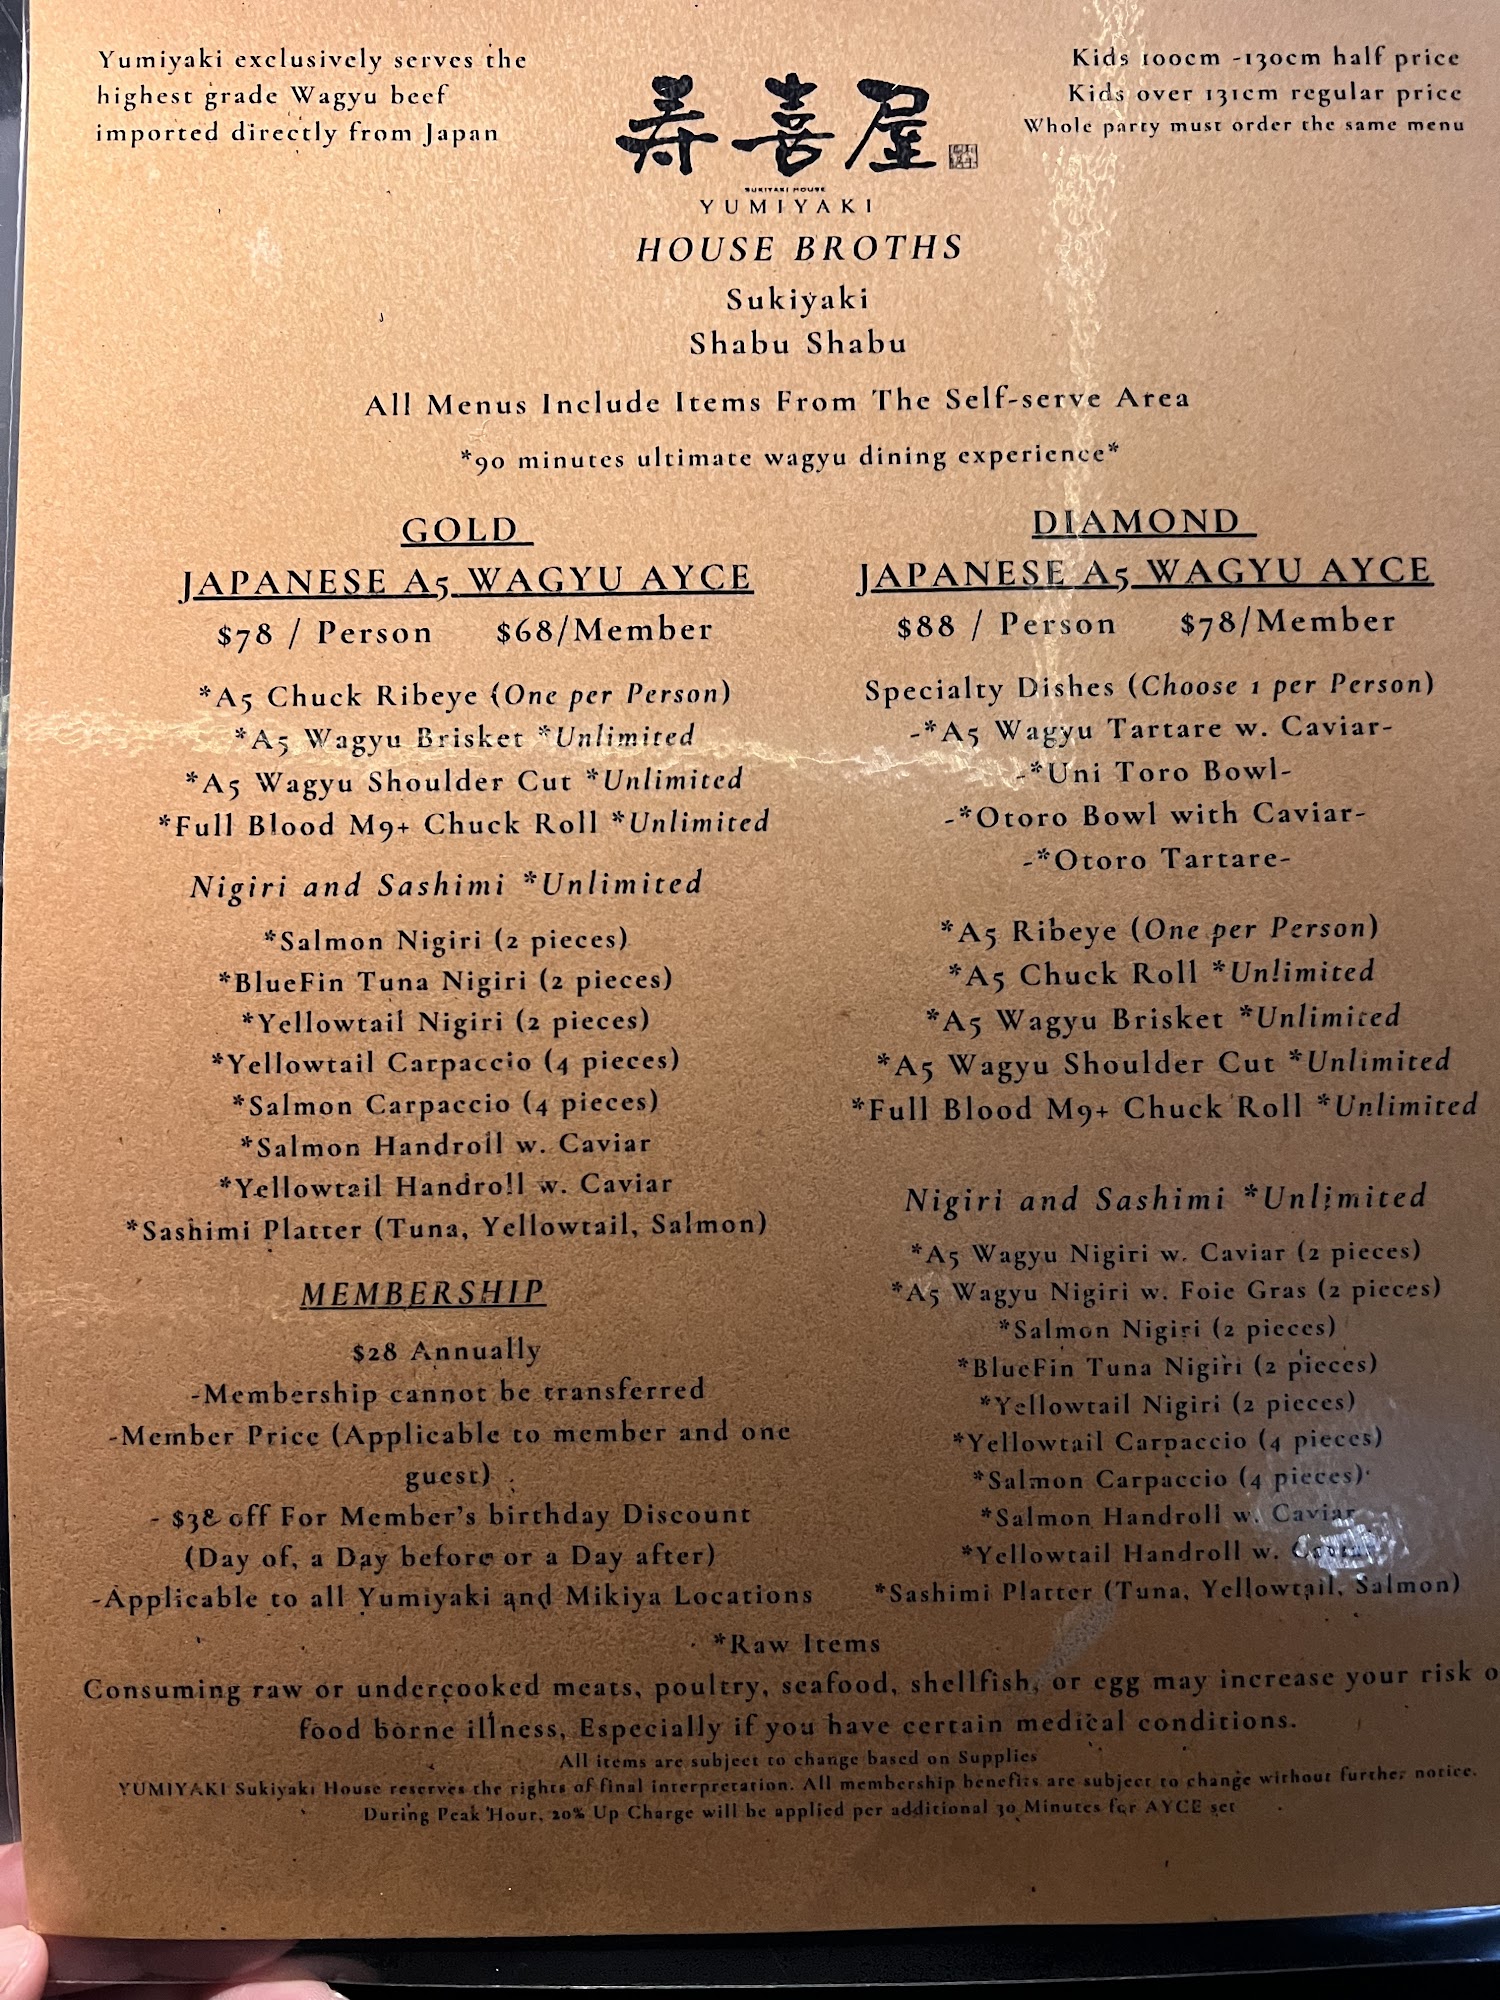 Yumiyaki exclusively serves the
highest grade Wagyu beef
imported directly from Japan
Kids 100cm -130cm half price
Kids over 131cm regular price
Whole party must order the same menu
寿喜屋
SUKIYAKI HOUSE
YUMIYAKI
HOUSE BROTHS
Sukiyaki
Shabu Shabu
All Menus Include Items From The Self-serve Area
*90 minutes ultimate wagyu dining experience*
GOLD
JAPANESE A5 WAGYU AYCE
$78 / Person $68/Member
*A5 Chuck Ribeye (One per Person)
*A5 Wagyu Brisket *Unlimited
*A5 Wagyu Shoulder Cut *Unlimited
*Full Blood M9+ Chuck Roll *Unlimited
Nigiri and Sashimi *Unlimited
*Salmon Nigiri (2 pieces)
*BlueFin Tuna Nigiri (2 pieces)
*Yellowtail Nigiri (2 pieces)
*Yellowtail Carpaccio (4 pieces)
*Salmon Carpaccio (4 pieces)
*Salmon Handroll w. Caviar
*Yellowtail Handroll w. Caviar
*Sashimi Platter (Tuna, Yellowtail, Salmon)
MEMBERSHIP
$28 Annually
-Membership cannot be transferred
-Member Price (Applicable to member and one
guest)
- $38 off For Member's birthday Discount
(Day of, a Day before or a Day after)
-Applicable to all Yumiyaki and Mikiya Locations
DIAMOND
JAPANESE A5 WAGYU AYCE
$88 / Person $78/Member
Specialty Dishes (Choose 1 per Person)
-*A5 Wagyu Tartare w. Caviar-
-*Uni Toro Bowl-
-*Otoro Bowl with Caviar-
-*Otoro Tartare-
*A5 Ribeye (One per Person)
*A5 Chuck Roll *Unlimited
*A5 Wagyu Brisket *Unlimited
*A5 Wagyu Shoulder Cut *Unlimited
*Full Blood M9+ Chuck Roll *Unlimited
Nigiri and Sashimi *Unlimited
*A5 Wagyu Nigiri w. Caviar (2 pieces)
*A5 Wagyu Nigiri w. Foie Gras (2 pieces)
*Salmon Nigiri (2 pieces)
*BlueFin Tuna Nigiri (2 pieces)
*Yellowtail Nigiri (2 pieces)
*Yellowtail Carpaccio (4 pieces)
*Salmon Carpaccio (4 pieces)
*Salmon Handroll w. Caviar
*Yellowtail Handroll w. Caviar
*Sashimi Platter (Tuna, Yellowtail, Salmon)
*Raw Items
Consuming raw or undercooked meats, poultry, seafood, shellfish, or egg may increase your risk o
food borne illness, Especially if you have certain medical conditions.
All items are subject to change based on Supplies
YUMIYAKI Sukiyaki House reserves the rights of final interpretation. All membership benefits are subject to change without further notice.
During Peak Hour, 20% Up Charge will be applied per additional 30 Minutes for AYCE set